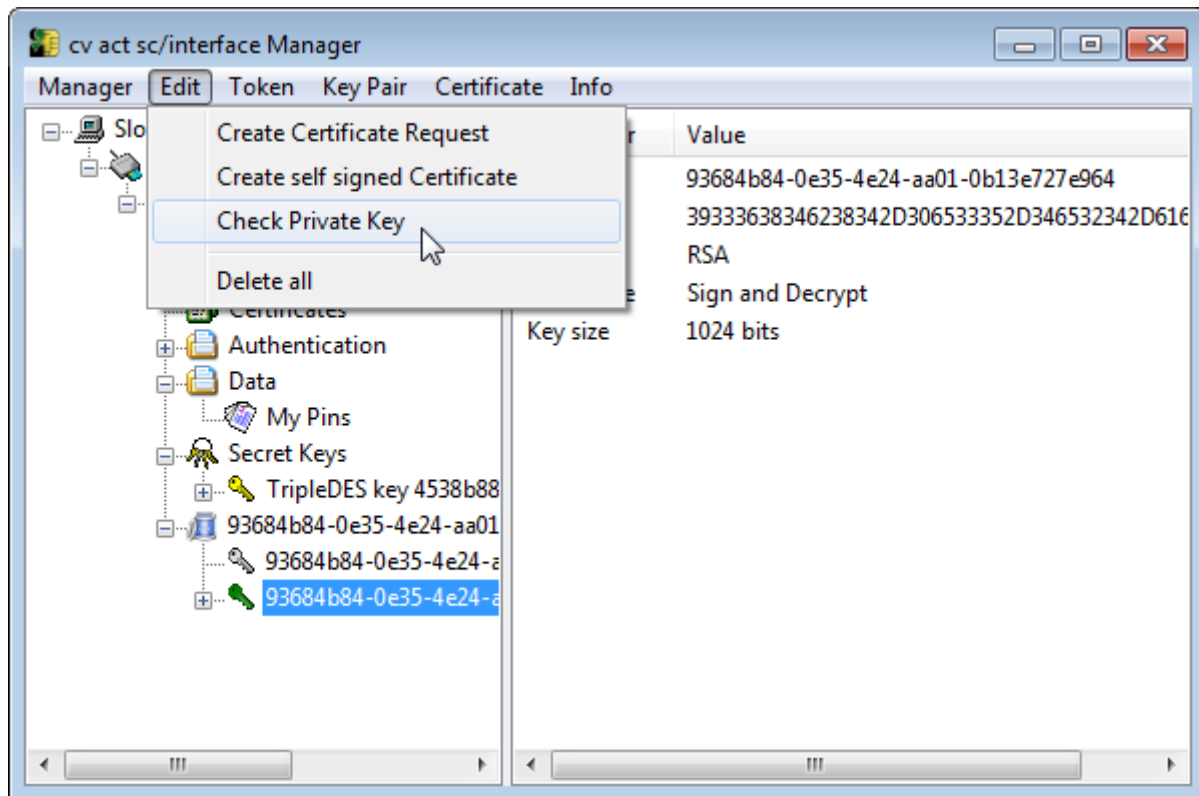 cv act sc/interface Manager
Manager Edit Token Key Pair Certificate Info
Slo
Create Certificate Request
Create self signed Certificate
Check Private Key
Delete all
Certificates
Authentication
Data
My Pins
Secret Keys
TripleDES key 4538b88
93684b84-0e35-4e24-aa01
93684b84-0e35-4e24-a
93684b84-0e35-4e24-a
r Value
93684b84-0e35-4e24-aa01-0b13e727e964
39333638346238342D306533352D346532342D616
RSA
e Sign and Decrypt
Key size 1024 bits